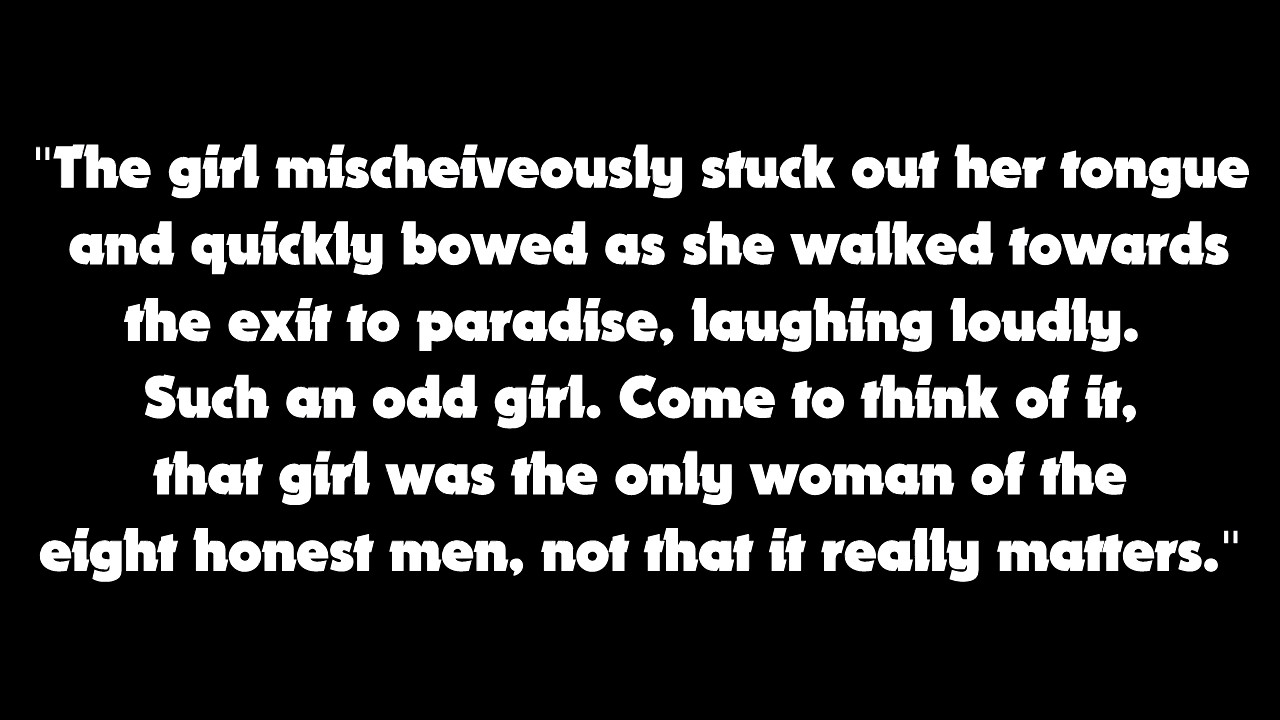 "The girl mischeiveously stuck out her tongue
and quickly bowed as she walked towards
the exit to paradise, laughing loudly.
Such an odd girl. Come to think of it,
that girl was the only woman of the
eight honest men, not that it really matters."